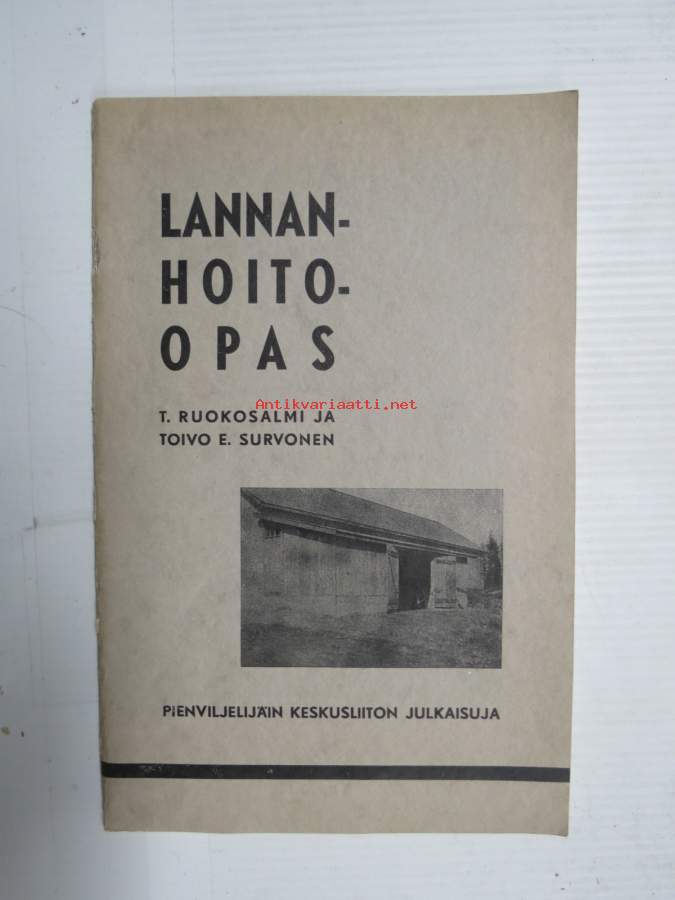 LANNAN-
HOITO-
OPAS
Antikvariaatti.net
T. RUOKOSALMI JA
TOIVO E. SURVONEN
PIENVILJELIJÄIN KESKUSLIITON JULKAISUJA